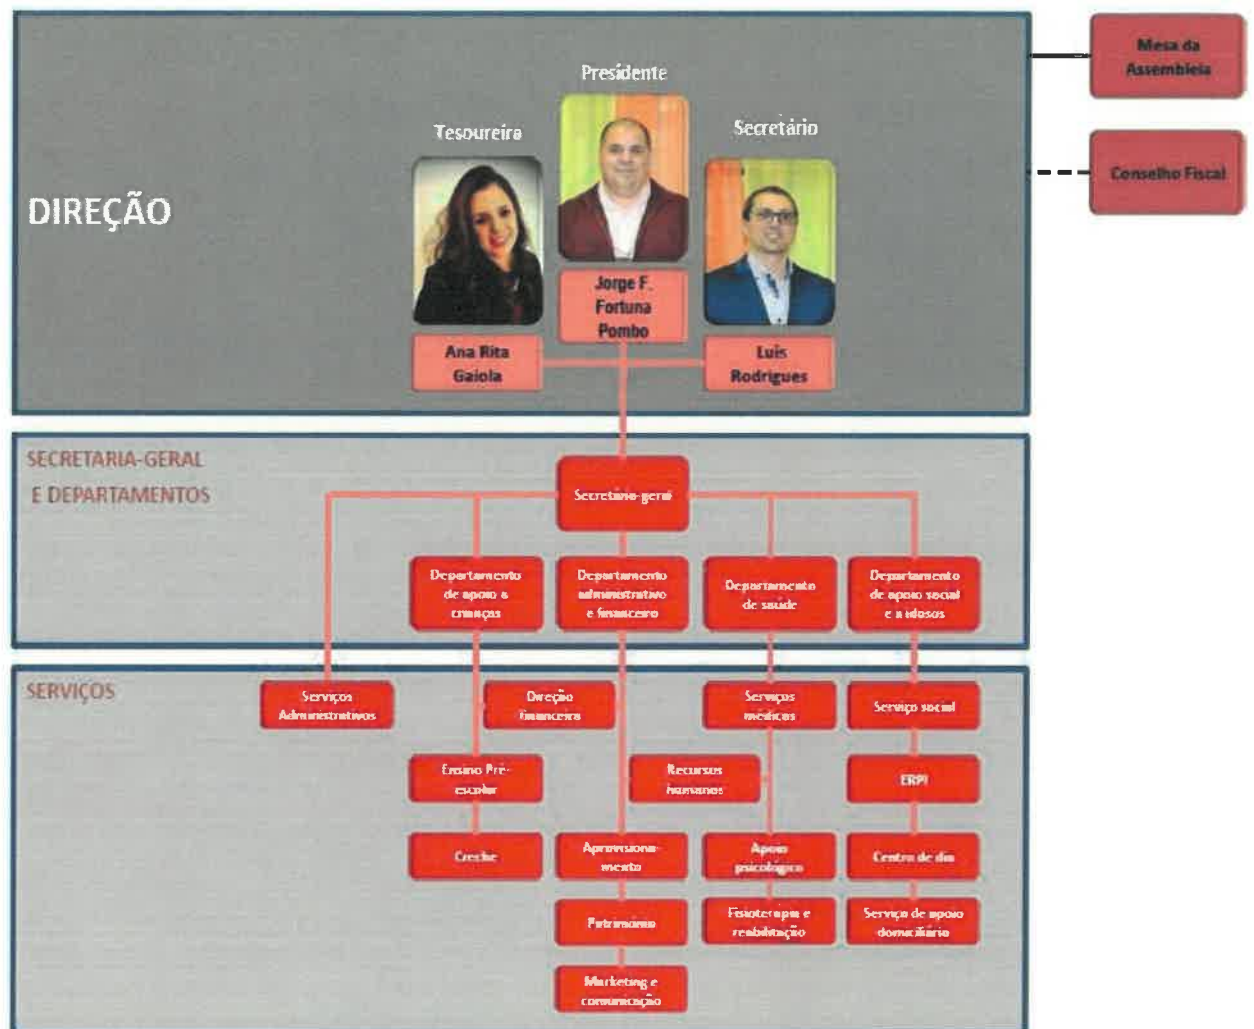 Mesa da
Assembleia
Conselho Fiscal
DIREÇÃO
Presidente
Tesoureira
Secretário
Jorge F.
Fortuna
Pombo
Ana Rita
Gaiola
Luis
Rodrigues
SECRETARIA-GERAL
E DEPARTAMENTOS
Secretária-geral
Departamento
de apoio a
crianças
Departamento
administrativo
e financeiro
Departamento
de saúde
Departamento
de apoio social
e a idosos
SERVIÇOS
Serviços
Administrativos
Direção
financeira
Serviços
médicos
Serviço social
Ensino Pré-
escolar
Recursos
humanos
ERPI
Creche
Aprovisiona-
mento
Apoio
psicológico
Centro de dia
Património
Fisioterapia e
reabilitação
Serviço de apoio
domiciliário
Marketing e
comunicação